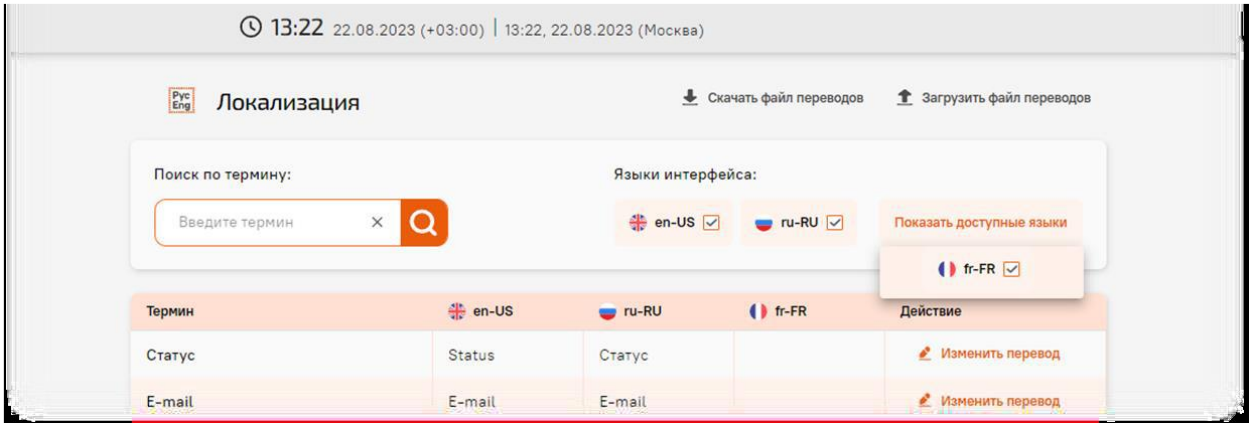 13:22 22.08.2023 (+03:00) | 13:22, 22.08.2023 (Москва)
Рус
Eng
Локализация
Скачать файл переводов
Загрузить файл переводов
Поиск по термину:
Языки интерфейса:
Введите термин
en-US
ru-RU
Показать доступные языки
fr-FR
Термин en-US ru-RU fr-FR Действие
Статус Status Статус Изменить перевод
E-mail E-mail E-mail Изменить перевод